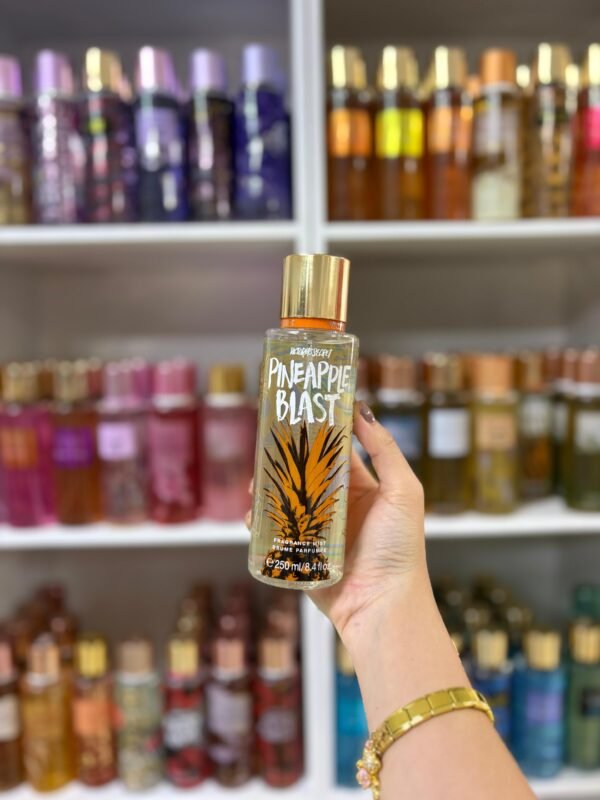 VICTORIA'S SECRET
PINEAPPLE
BLAST
FRAGRANCE MIST
BRUME PARFUMÉE
℮ 250 ml/8.4 fl oz